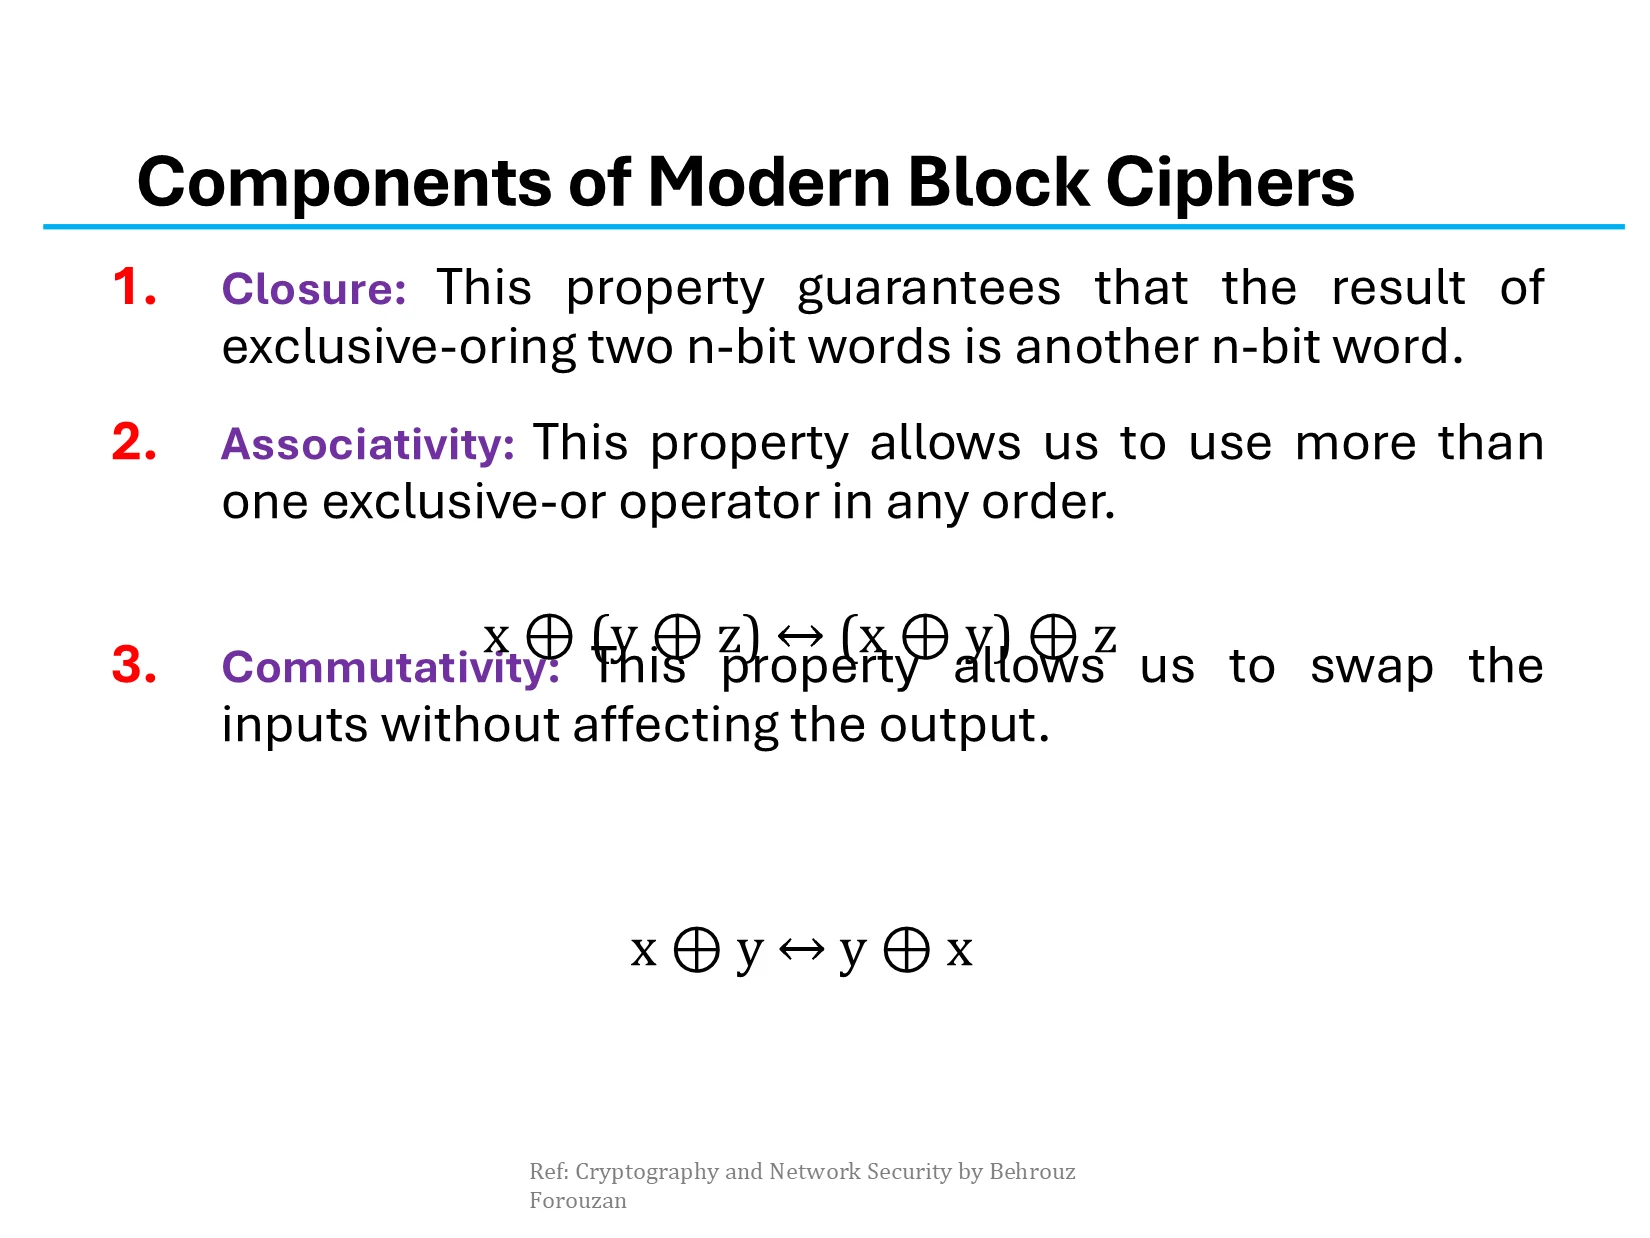 Components of Modern Block Ciphers
1. Closure: This property guarantees that the result of
exclusive-oring two n-bit words is another n-bit word.
2. Associativity: This property allows us to use more than
one exclusive-or operator in any order.
x ⊕ (y ⊕ z) ↔ (x ⊕ y) ⊕ z
3. Commutativity: This property allows us to swap the
inputs without affecting the output.
x ⊕ y ↔ y ⊕ x
Ref: Cryptography and Network Security by Behrouz
Forouzan